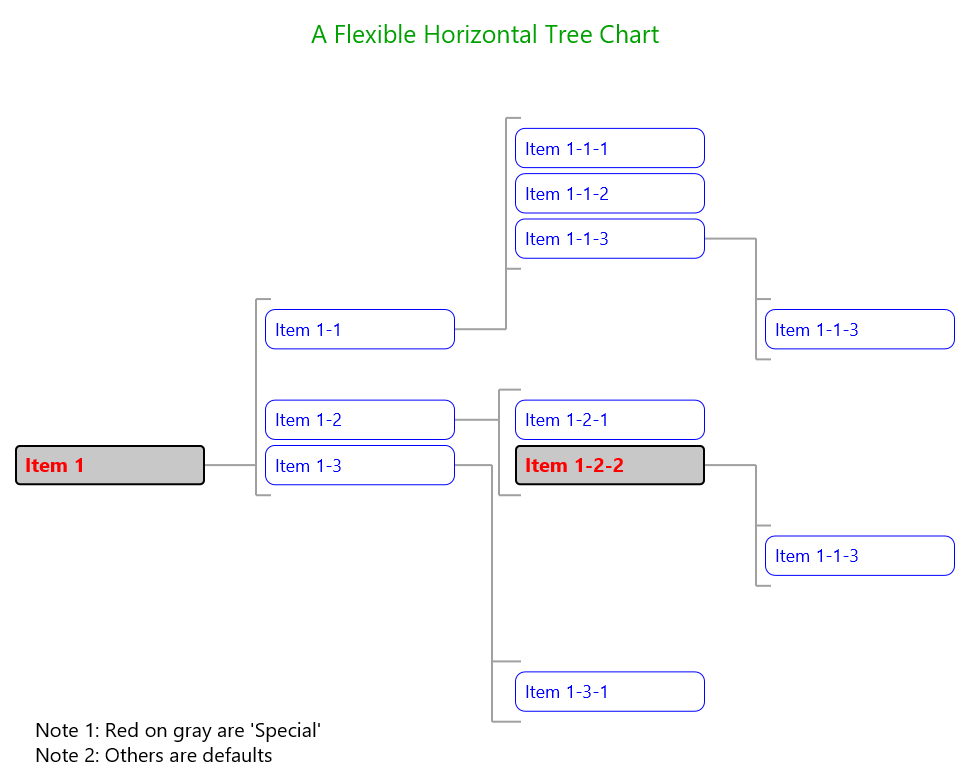 A Flexible Horizontal Tree Chart
Item 1-1-1
Item 1-1-2
Item 1-1-3
Item 1-1
Item 1-1-3
Item 1-2
Item 1-2-1
Item 1
Item 1-3
Item 1-2-2
Item 1-1-3
Item 1-3-1
Note 1: Red on gray are 'Special'
Note 2: Others are defaults